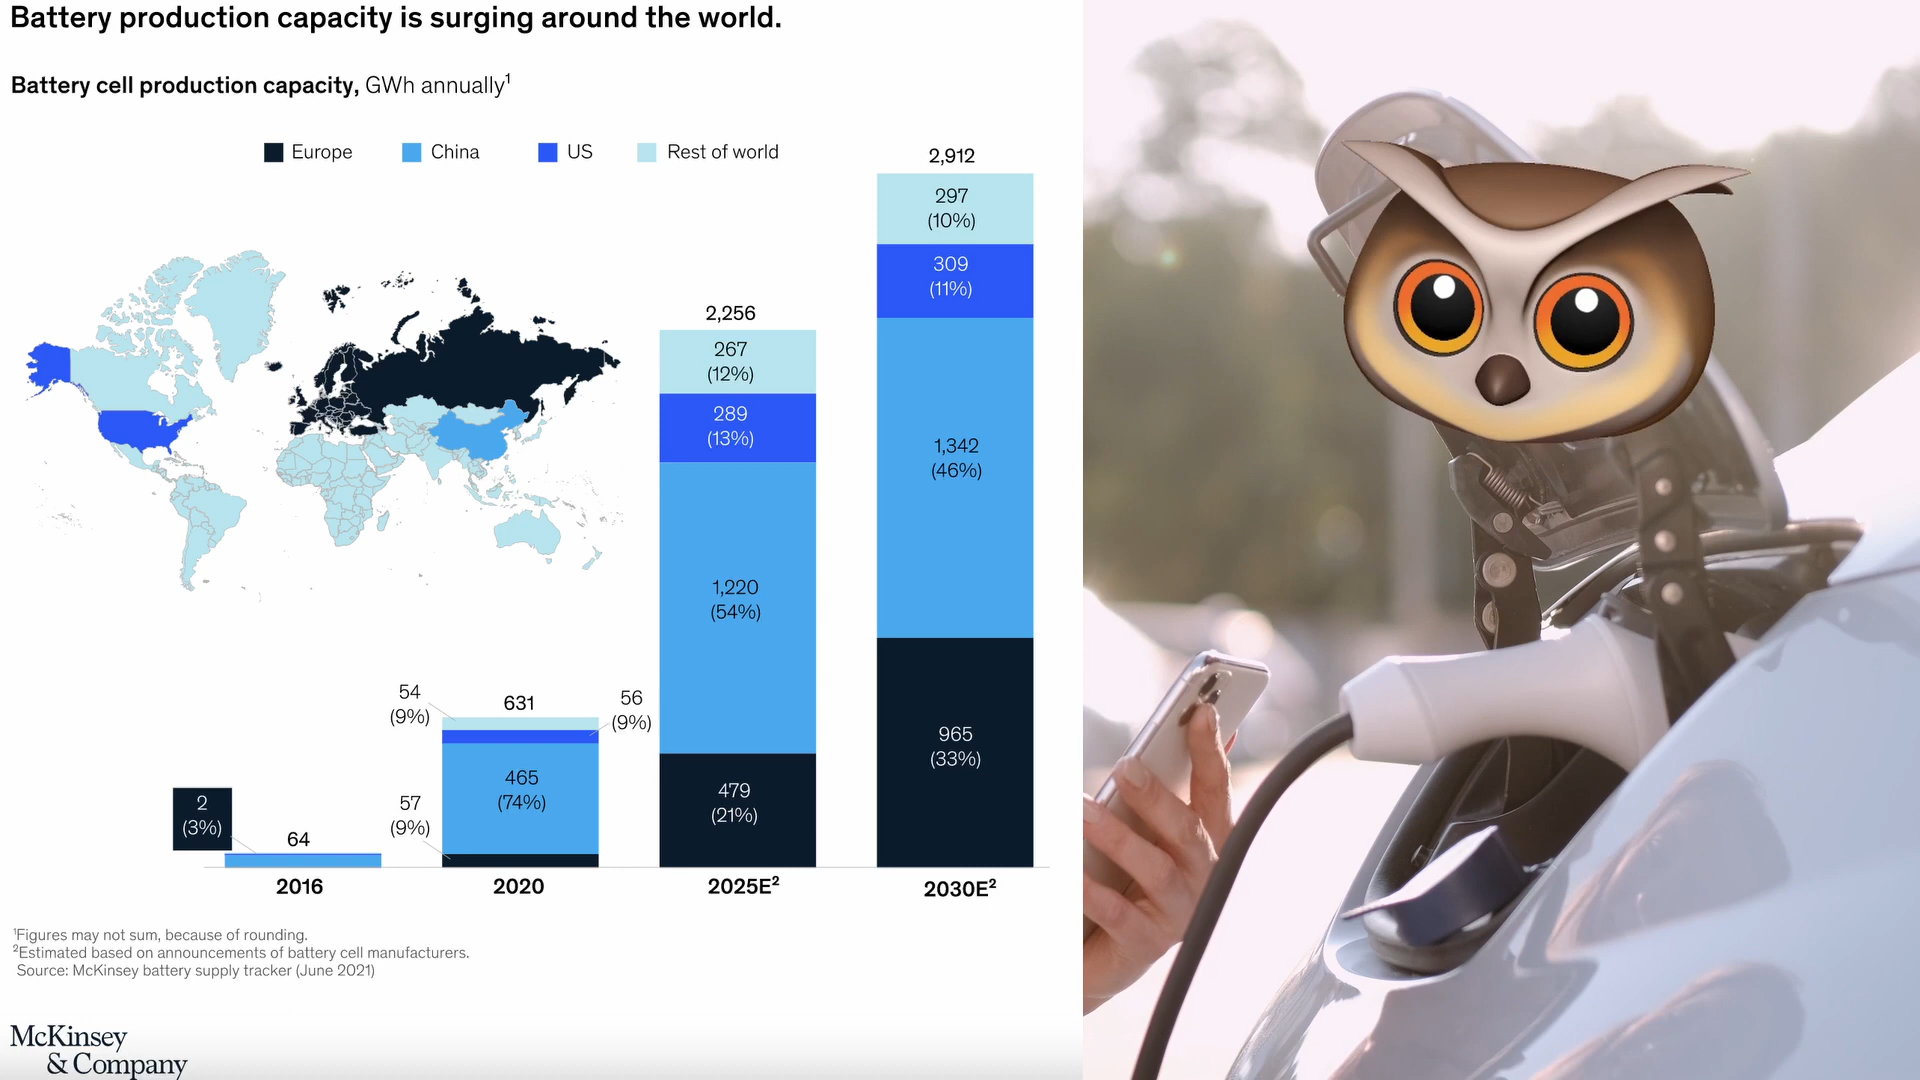 Battery production capacity is surging around the world.
Battery cell production capacity, GWh annually¹
Europe
China
US
Rest of world
2
(3%)
64
2016
54
(9%)
631
56
(9%)
465
(74%)
57
(9%)
2020
2,256
267
(12%)
289
(13%)
1,220
(54%)
479
(21%)
2025E²
2,912
297
(10%)
309
(11%)
1,342
(46%)
965
(33%)
2030E²
¹Figures may not sum, because of rounding.
²Estimated based on announcements of battery cell manufacturers.
Source: McKinsey battery supply tracker (June 2021)
McKinsey
& Company